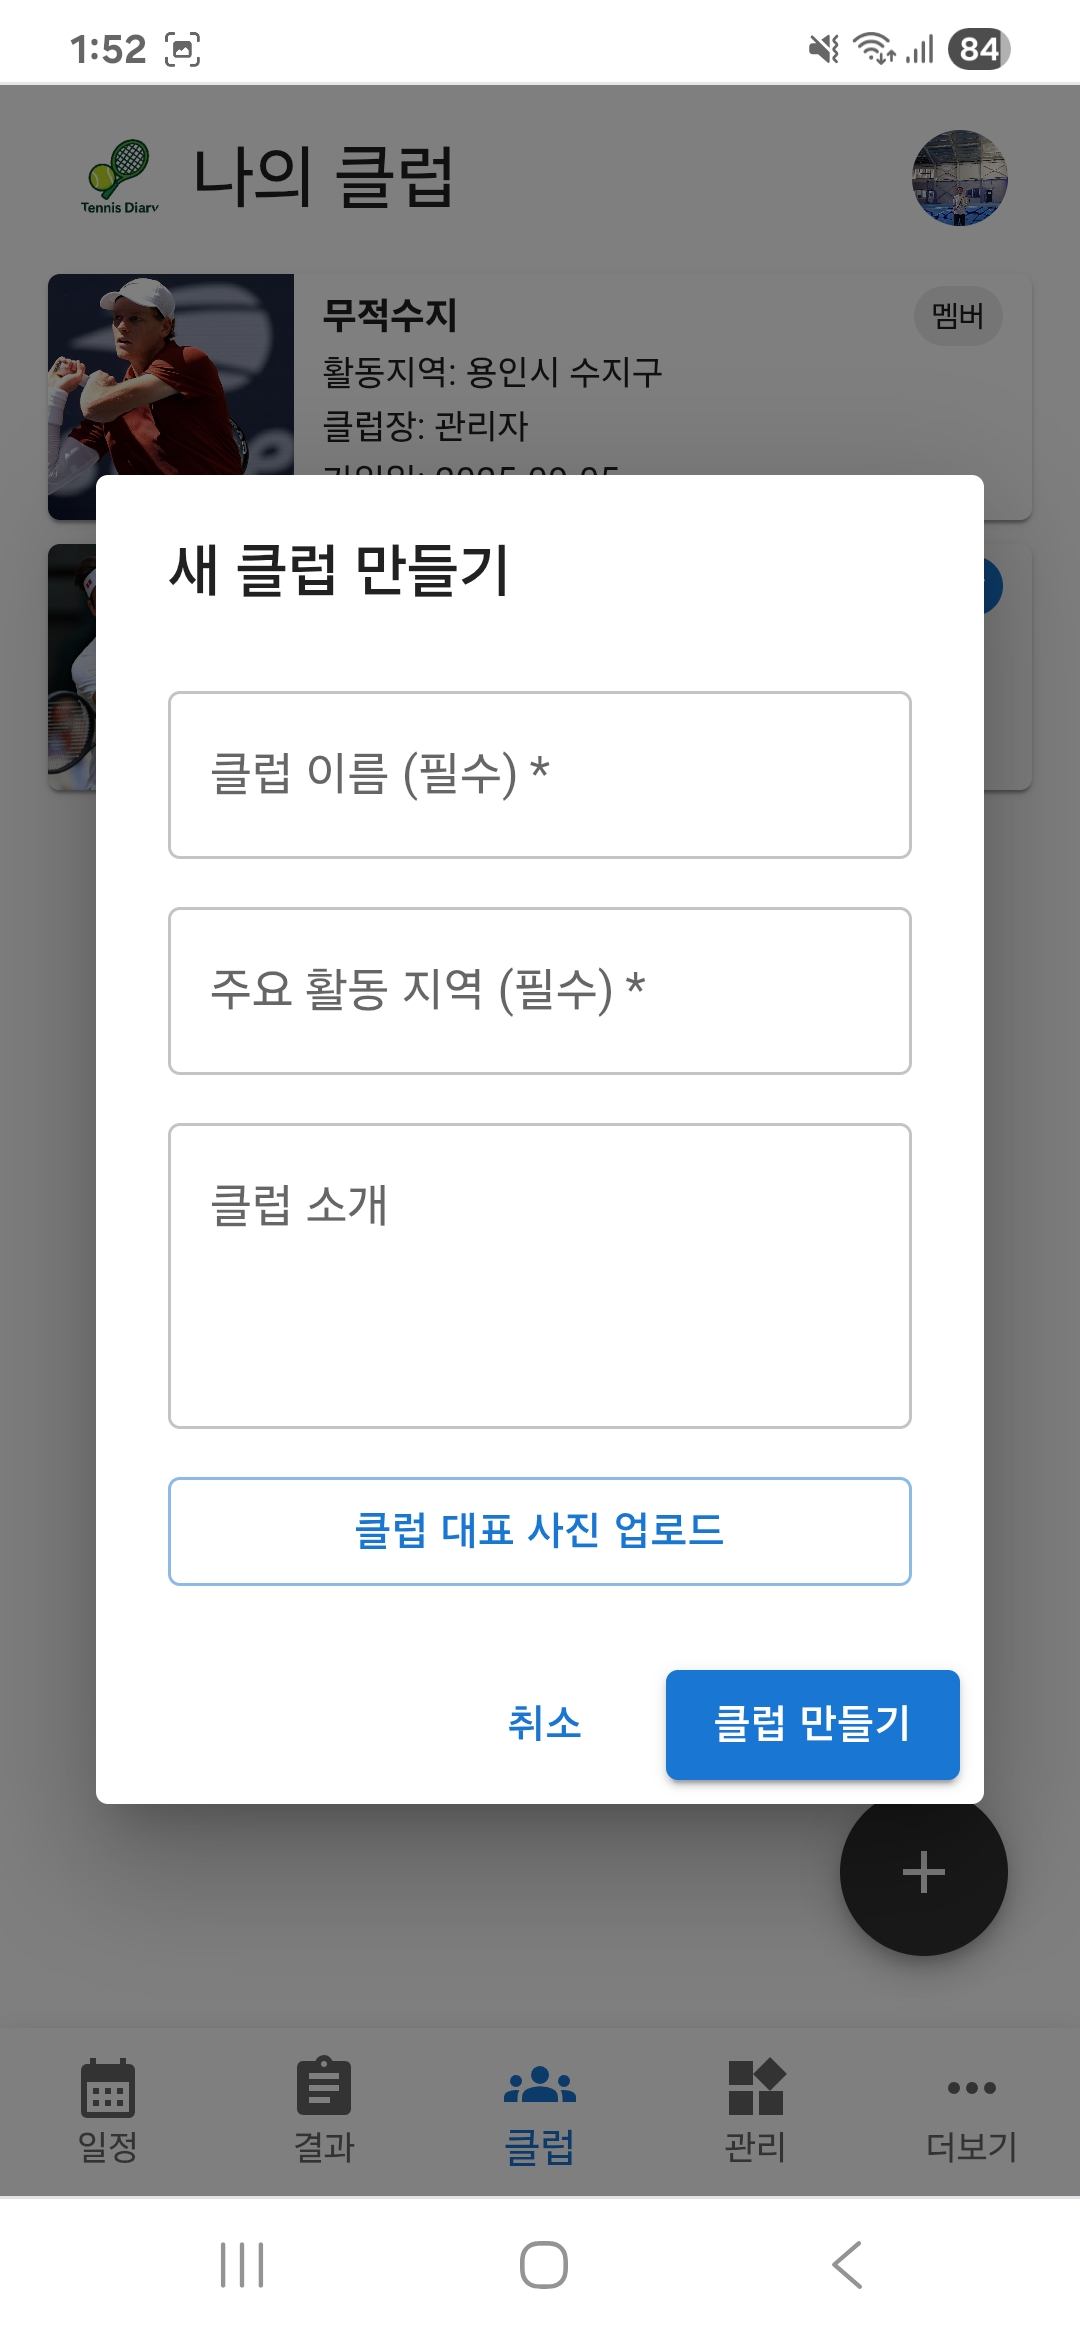 1:52
84
Tennis Diary
나의 클럽
무적수지
멤버
활동지역: 용인시 수지구
클럽장: 관리자
새 클럽 만들기
클럽 이름 (필수) *
주요 활동 지역 (필수) *
클럽 소개
클럽 대표 사진 업로드
취소
클럽 만들기
일정
결과
클럽
관리
더보기